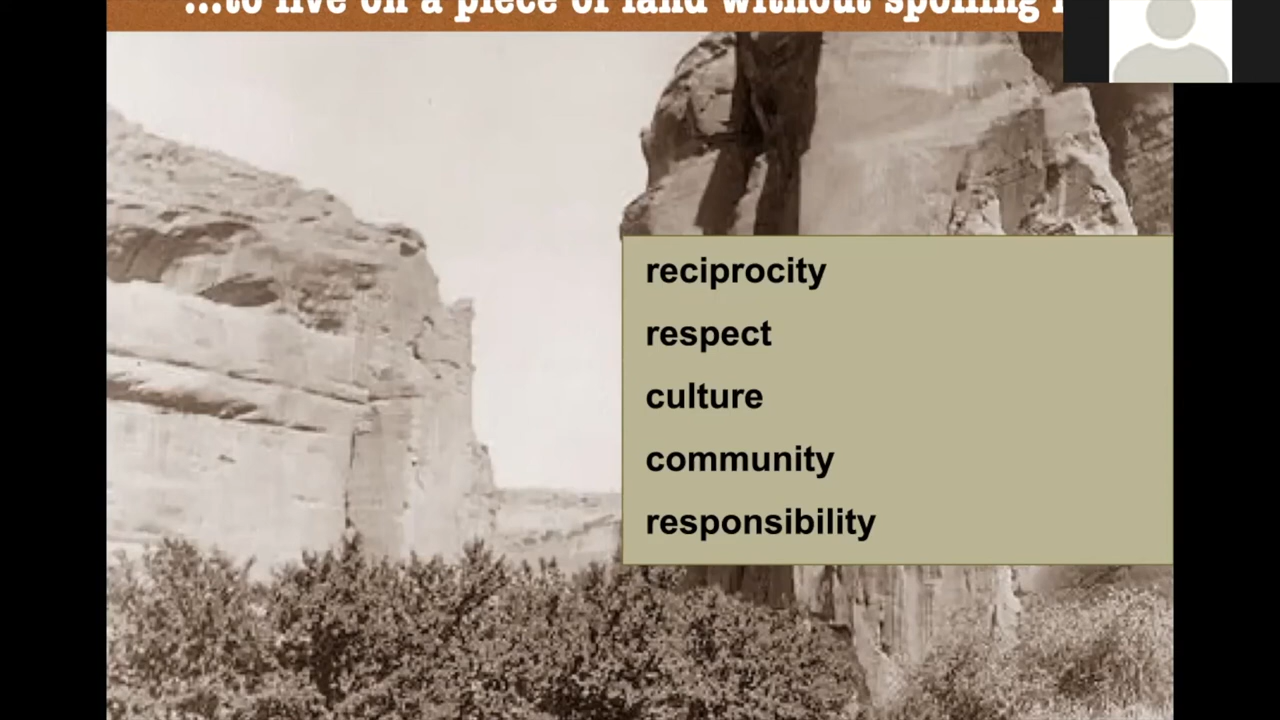 ...to live on a piece of land without spoiling
reciprocity
respect
culture
community
responsibility